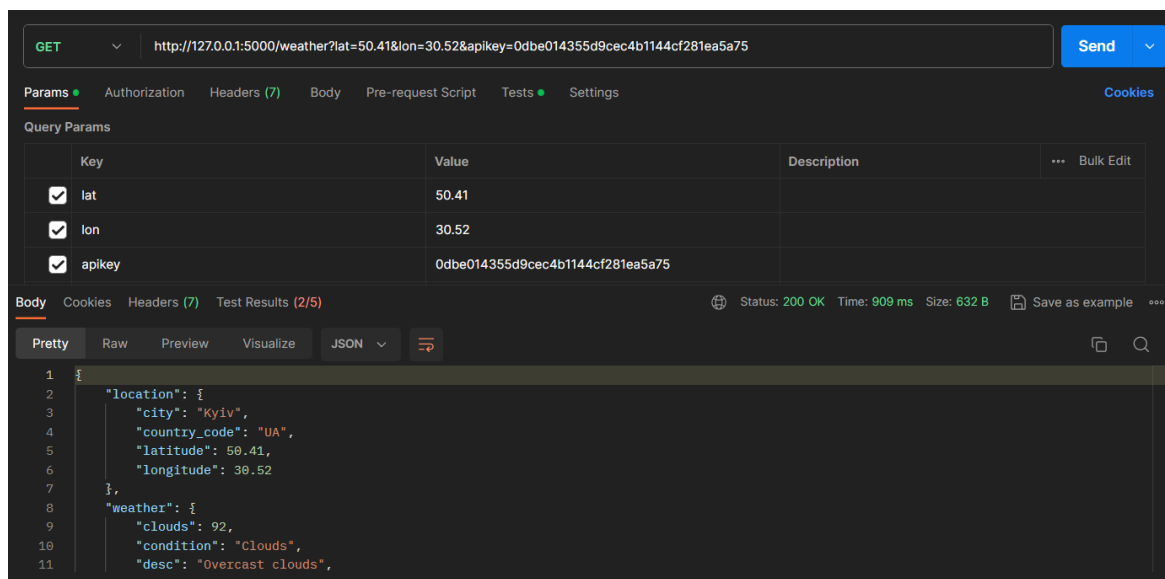 GET http://127.0.0.1:5000/weather?lat=50.41&lon=30.52&apikey=0dbe014355d9cec4b1144cf281ea5a75 Send
Params Authorization Headers (7) Body Pre-request Script Tests Settings Cookies
Query Params
Key Value Description Bulk Edit
lat 50.41
lon 30.52
apikey 0dbe014355d9cec4b1144cf281ea5a75
Body Cookies Headers (7) Test Results (2/5) Status: 200 OK Time: 909 ms Size: 632 B Save as example
Pretty Raw Preview Visualize JSON
1 {
2 "location": {
3 "city": "Kyiv",
4 "country_code": "UA",
5 "latitude": 50.41,
6 "longitude": 30.52
7 },
8 "weather": {
9 "clouds": 92,
10 "condition": "Clouds",
11 "desc": "Overcast clouds",